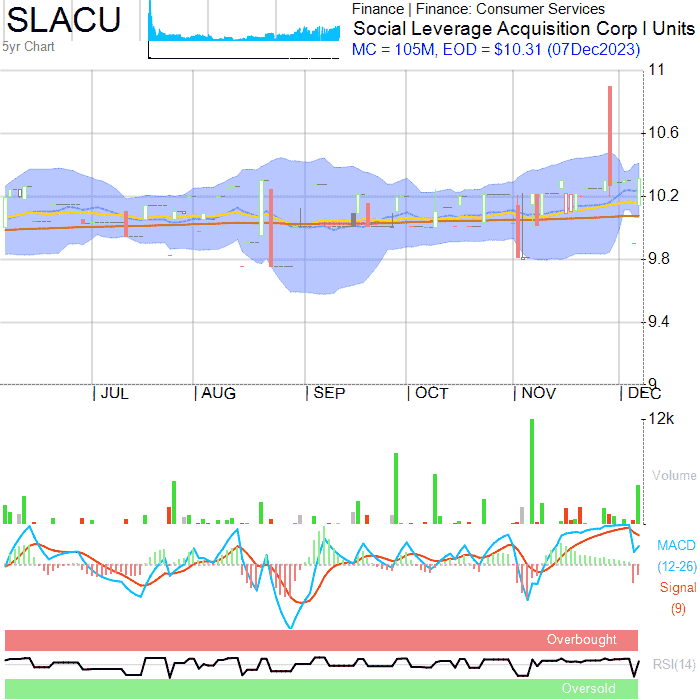 SLACU
5yr Chart
Finance | Finance: Consumer Services
Social Leverage Acquisition Corp I Units
MC = 105M, EOD = $10.31 (07Dec2023)
11
10.6
10.2
9.8
9.4
9
JUL AUG SEP OCT NOV DEC
12k
Volume
MACD
(12-26)
Signal
(9)
Overbought
RSI(14)
Oversold